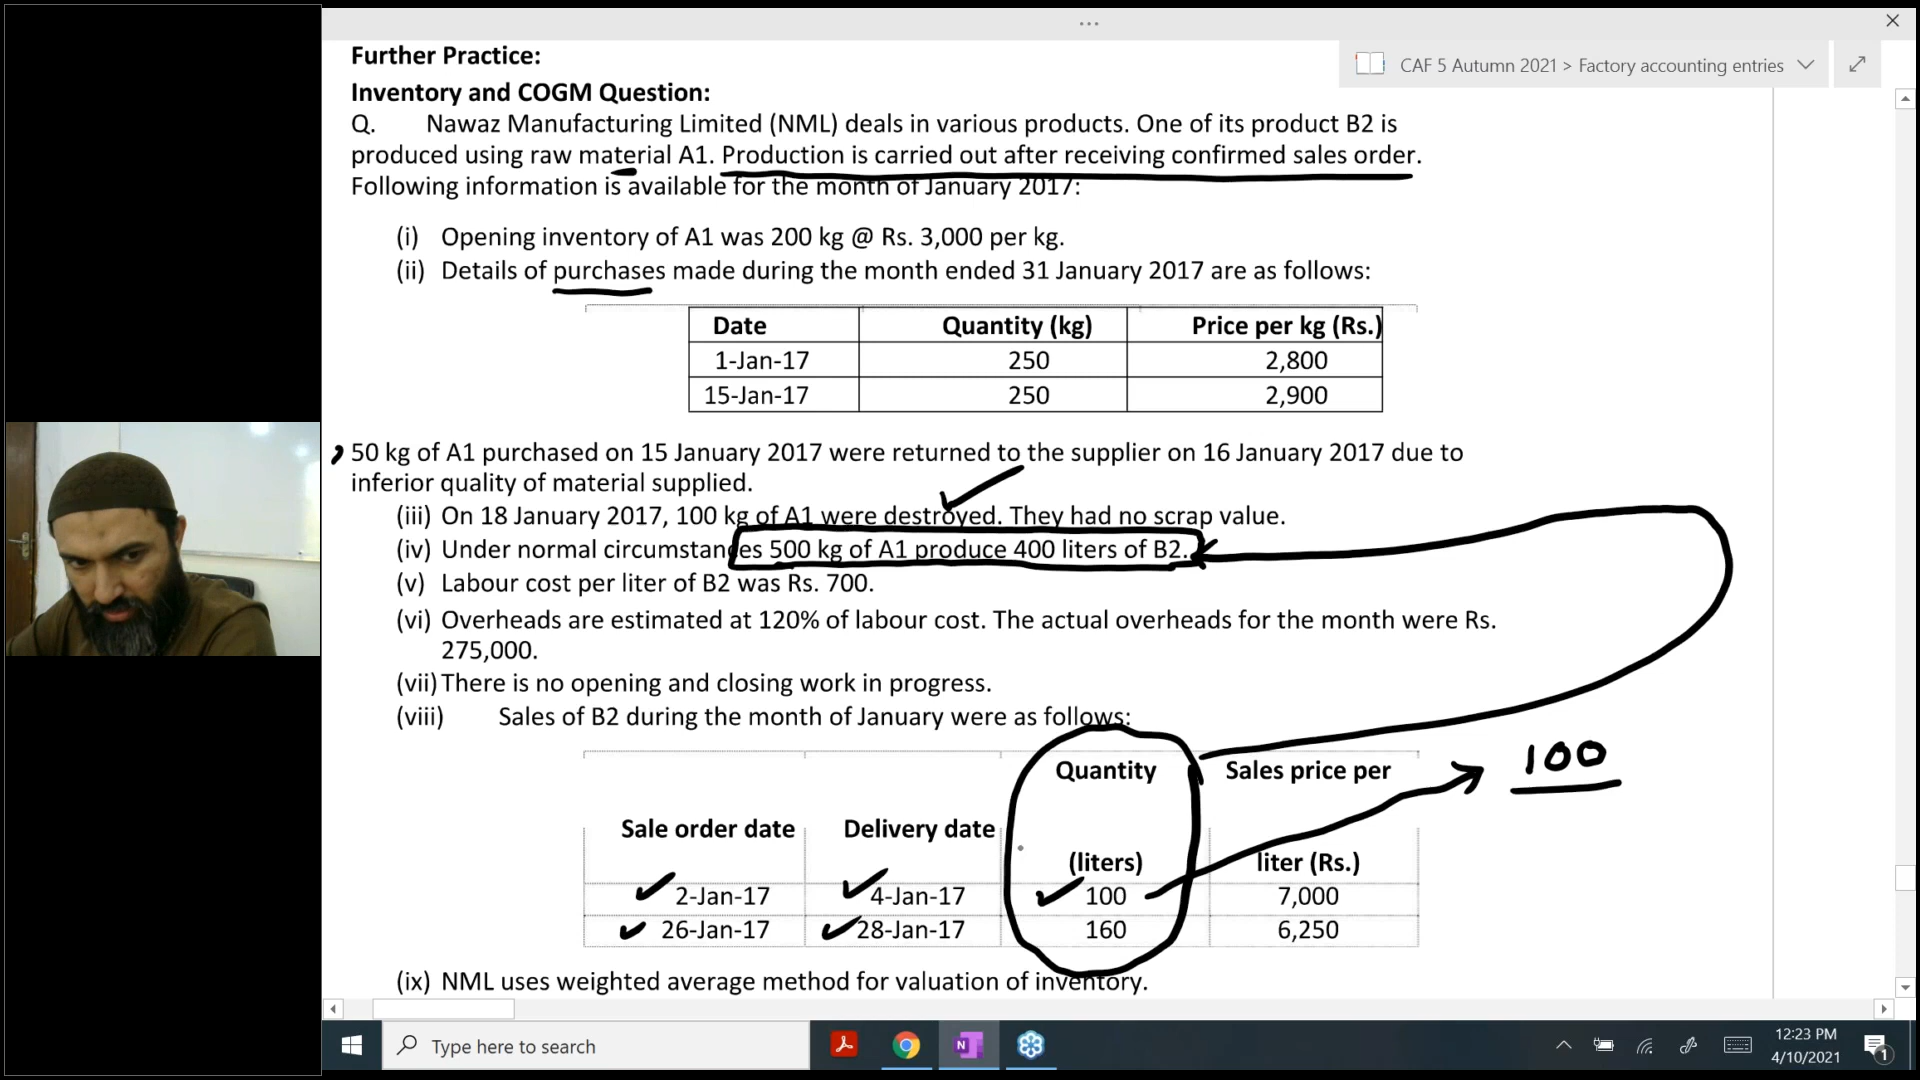 Further Practice:
CAF 5 Autumn 2021 > Factory accounting entries
Inventory and COGM Question:
Q. Nawaz Manufacturing Limited (NML) deals in various products. One of its product B2 is
produced using raw material A1. Production is carried out after receiving confirmed sales order.
Following information is available for the month of January 2017:
(i) Opening inventory of A1 was 200 kg @ Rs. 3,000 per kg.
(ii) Details of purchases made during the month ended 31 January 2017 are as follows:
Date Quantity (kg) Price per kg (Rs.)
1-Jan-17 250 2,800
15-Jan-17 250 2,900
50 kg of A1 purchased on 15 January 2017 were returned to the supplier on 16 January 2017 due to
inferior quality of material supplied.
(iii) On 18 January 2017, 100 kg of A1 were destroyed. They had no scrap value.
(iv) Under normal circumstances 500 kg of A1 produce 400 liters of B2.
(v) Labour cost per liter of B2 was Rs. 700.
(vi) Overheads are estimated at 120% of labour cost. The actual overheads for the month were Rs.
275,000.
(vii) There is no opening and closing work in progress.
(viii) Sales of B2 during the month of January were as follows:
100
Quantity Sales price per
Sale order date Delivery date
(liters) liter (Rs.)
2-Jan-17 4-Jan-17 100 7,000
26-Jan-17 28-Jan-17 160 6,250
(ix) NML uses weighted average method for valuation of inventory.
Type here to search
12:23 PM
4/10/2021
1